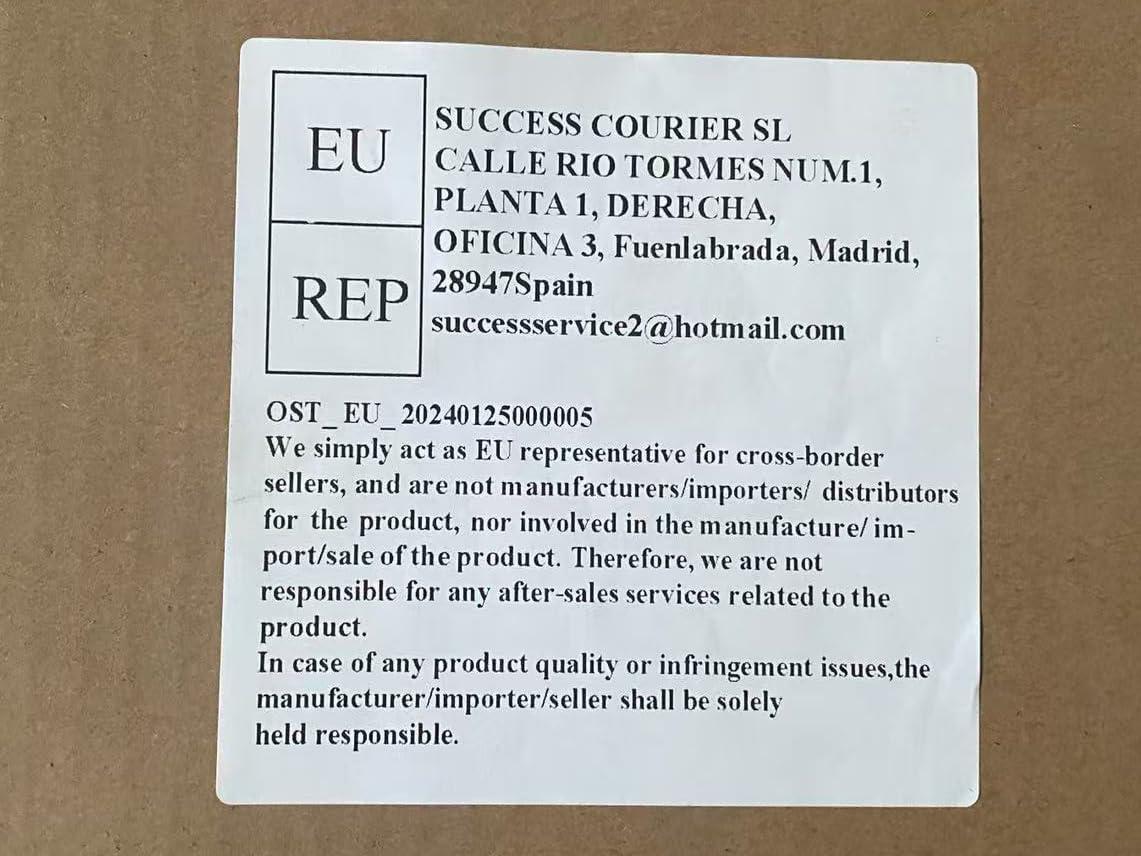 EU
REP
SUCCESS COURIER SL
CALLE RIO TORMES NUM.1,
PLANTA 1, DERECHA,
OFICINA 3, Fuenlabrada, Madrid,
28947Spain
successservice2@hotmail.com
OST_EU_20240125000005
We simply act as EU representative for cross-border
sellers, and are not manufacturers/importers/ distributors
for the product, nor involved in the manufacture/ im-
port/sale of the product. Therefore, we are not
responsible for any after-sales services related to the
product.
In case of any product quality or infringement issues,the
manufacturer/importer/seller shall be solely
held responsible.